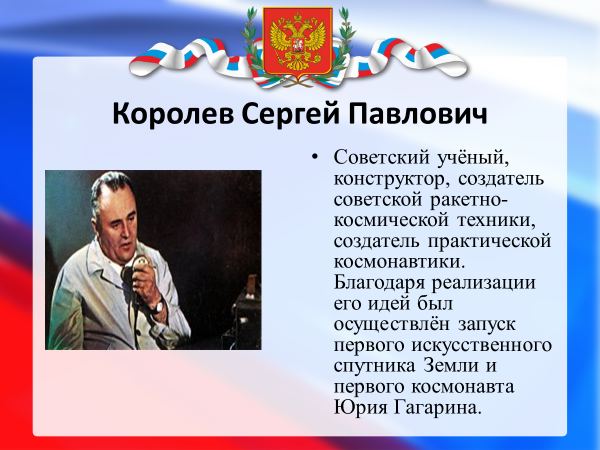 Королев Сергей Павлович
• Советский учёный,
конструктор, создатель
советской ракетно-
космической техники,
создатель практической
космонавтики.
Благодаря реализации
его идей был
осуществлён запуск
первого искусственного
спутника Земли и
первого космонавта
Юрия Гагарина.